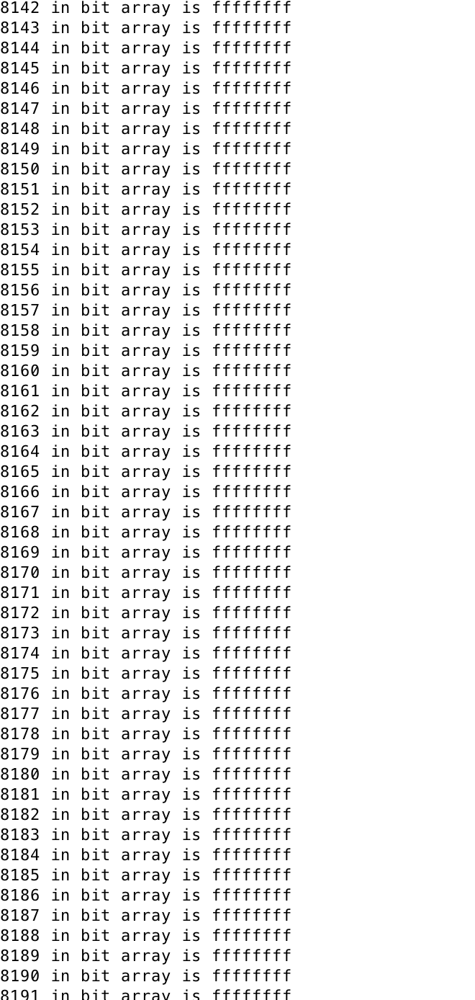 8142 in bit array is ffffffff
8143 in bit array is ffffffff
8144 in bit array is ffffffff
8145 in bit array is ffffffff
8146 in bit array is ffffffff
8147 in bit array is ffffffff
8148 in bit array is ffffffff
8149 in bit array is ffffffff
8150 in bit array is ffffffff
8151 in bit array is ffffffff
8152 in bit array is ffffffff
8153 in bit array is ffffffff
8154 in bit array is ffffffff
8155 in bit array is ffffffff
8156 in bit array is ffffffff
8157 in bit array is ffffffff
8158 in bit array is ffffffff
8159 in bit array is ffffffff
8160 in bit array is ffffffff
8161 in bit array is ffffffff
8162 in bit array is ffffffff
8163 in bit array is ffffffff
8164 in bit array is ffffffff
8165 in bit array is ffffffff
8166 in bit array is ffffffff
8167 in bit array is ffffffff
8168 in bit array is ffffffff
8169 in bit array is ffffffff
8170 in bit array is ffffffff
8171 in bit array is ffffffff
8172 in bit array is ffffffff
8173 in bit array is ffffffff
8174 in bit array is ffffffff
8175 in bit array is ffffffff
8176 in bit array is ffffffff
8177 in bit array is ffffffff
8178 in bit array is ffffffff
8179 in bit array is ffffffff
8180 in bit array is ffffffff
8181 in bit array is ffffffff
8182 in bit array is ffffffff
8183 in bit array is ffffffff
8184 in bit array is ffffffff
8185 in bit array is ffffffff
8186 in bit array is ffffffff
8187 in bit array is ffffffff
8188 in bit array is ffffffff
8189 in bit array is ffffffff
8190 in bit array is ffffffff
8191 in bit array is ffffffff